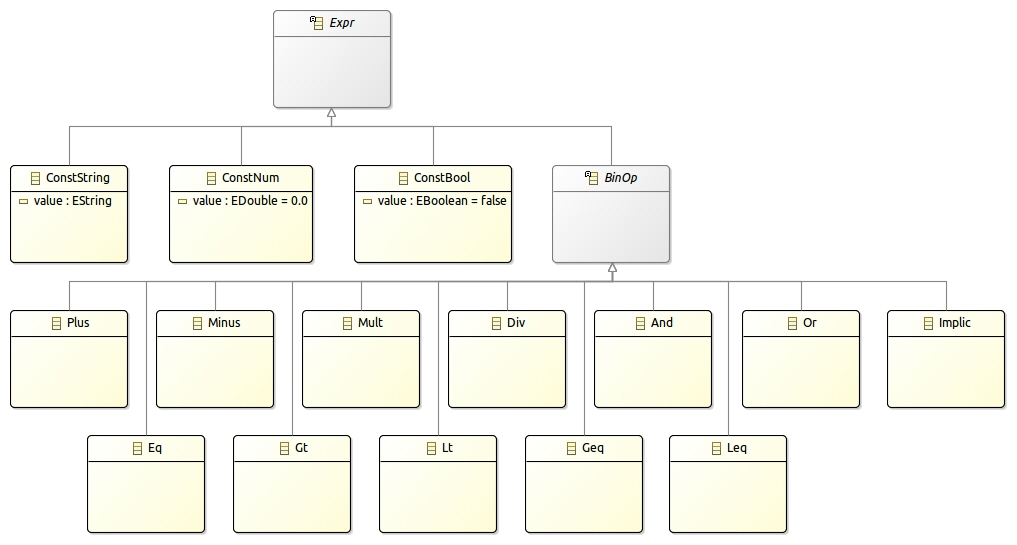 Expr
ConstString
value : EString
ConstNum
value : EDouble = 0.0
ConstBool
value : EBoolean = false
BinOp
Plus
Minus
Mult
Div
And
Or
Implic
Eq
Gt
Lt
Geq
Leq